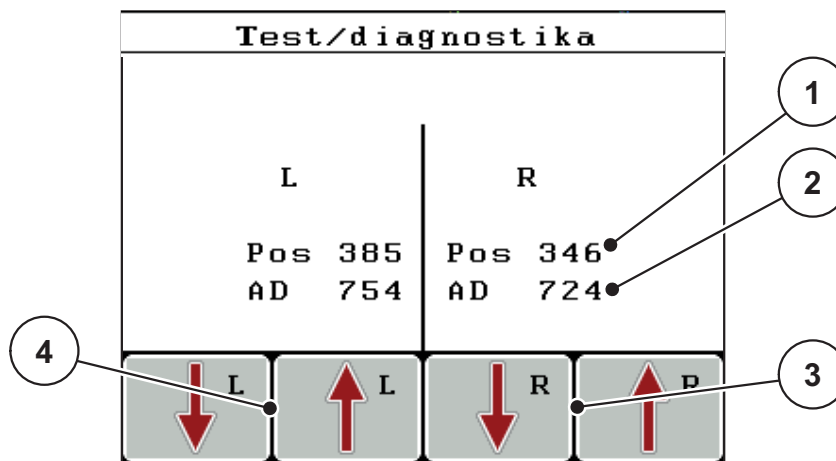 Test/diagnostika
1
L R
2
Pos 385 Pos 346
AD 754 AD 724
4
L L R R
3